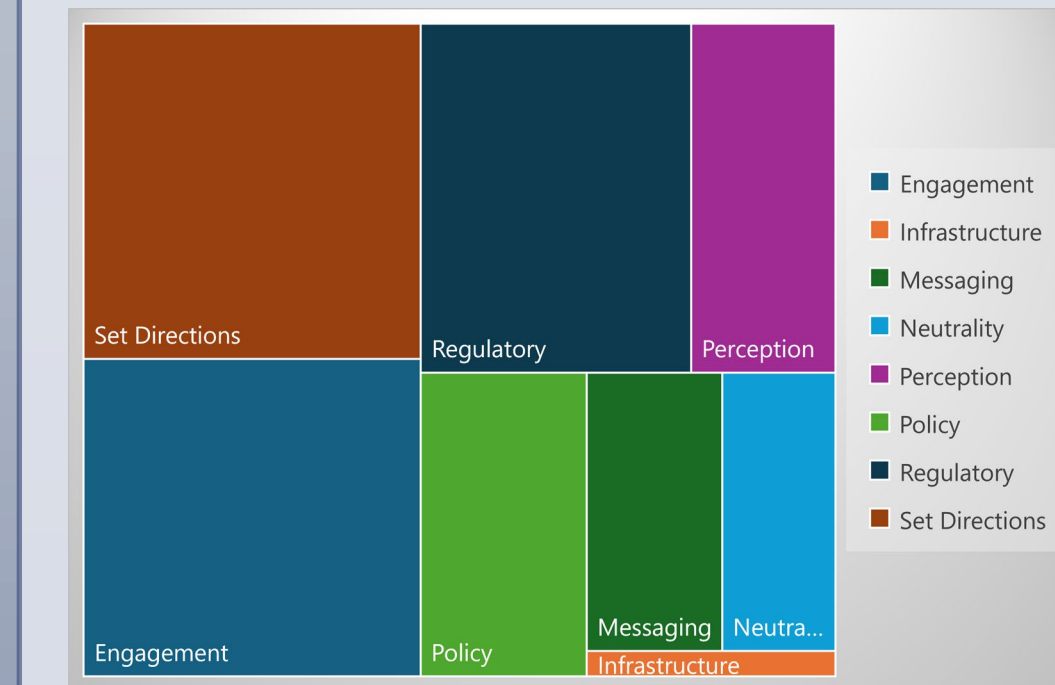 Set Directions
Regulatory
Perception
Engagement
Policy
Messaging
Neutra...
Infrastructure
Engagement
Infrastructure
Messaging
Neutrality
Perception
Policy
Regulatory
Set Directions